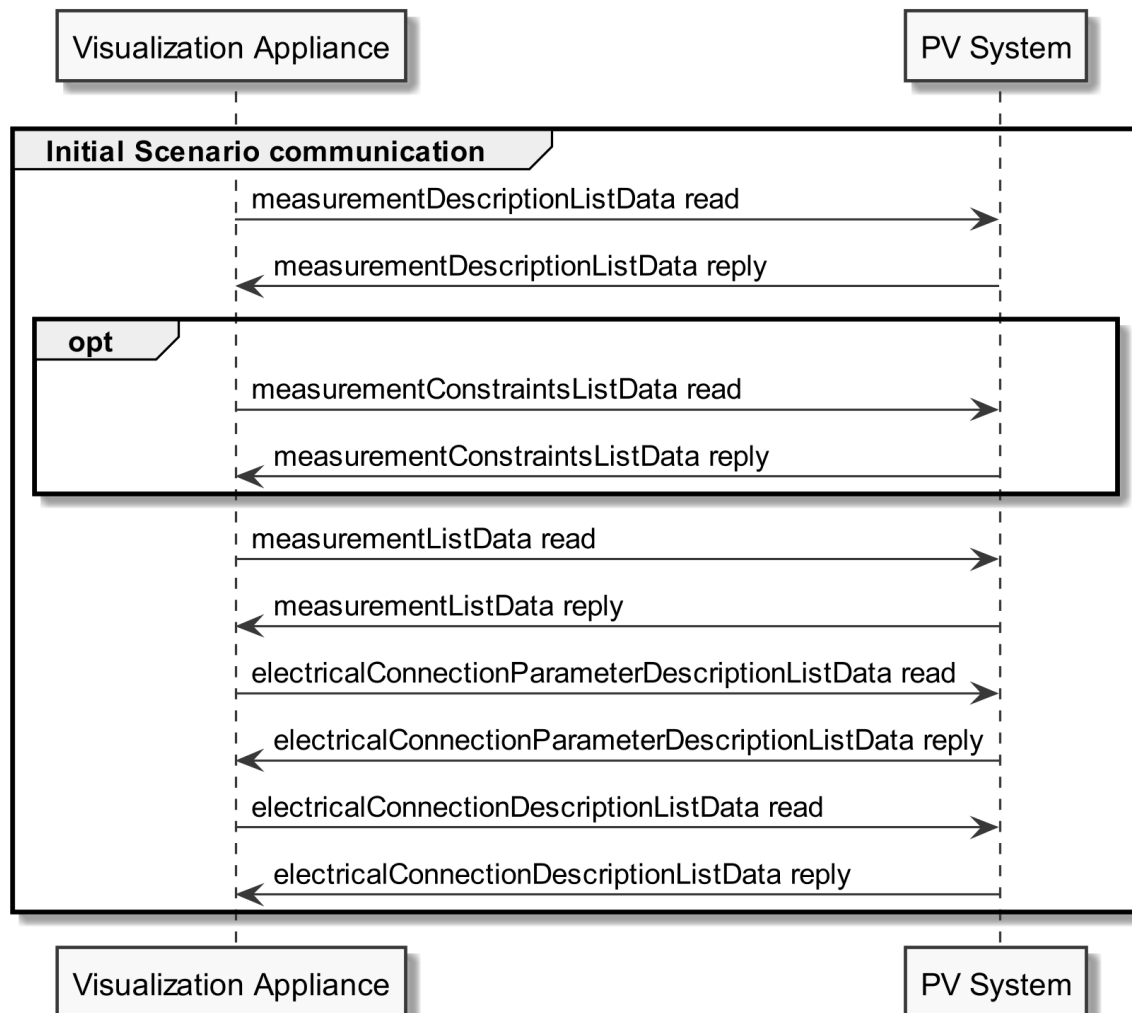 Visualization Appliance
PV System
Initial Scenario communication
measurementDescriptionListData read
measurementDescriptionListData reply
opt
measurementConstraintsListData read
measurementConstraintsListData reply
measurementListData read
measurementListData reply
electricalConnectionParameterDescriptionListData read
electricalConnectionParameterDescriptionListData reply
electricalConnectionDescriptionListData read
electricalConnectionDescriptionListData reply
Visualization Appliance
PV System